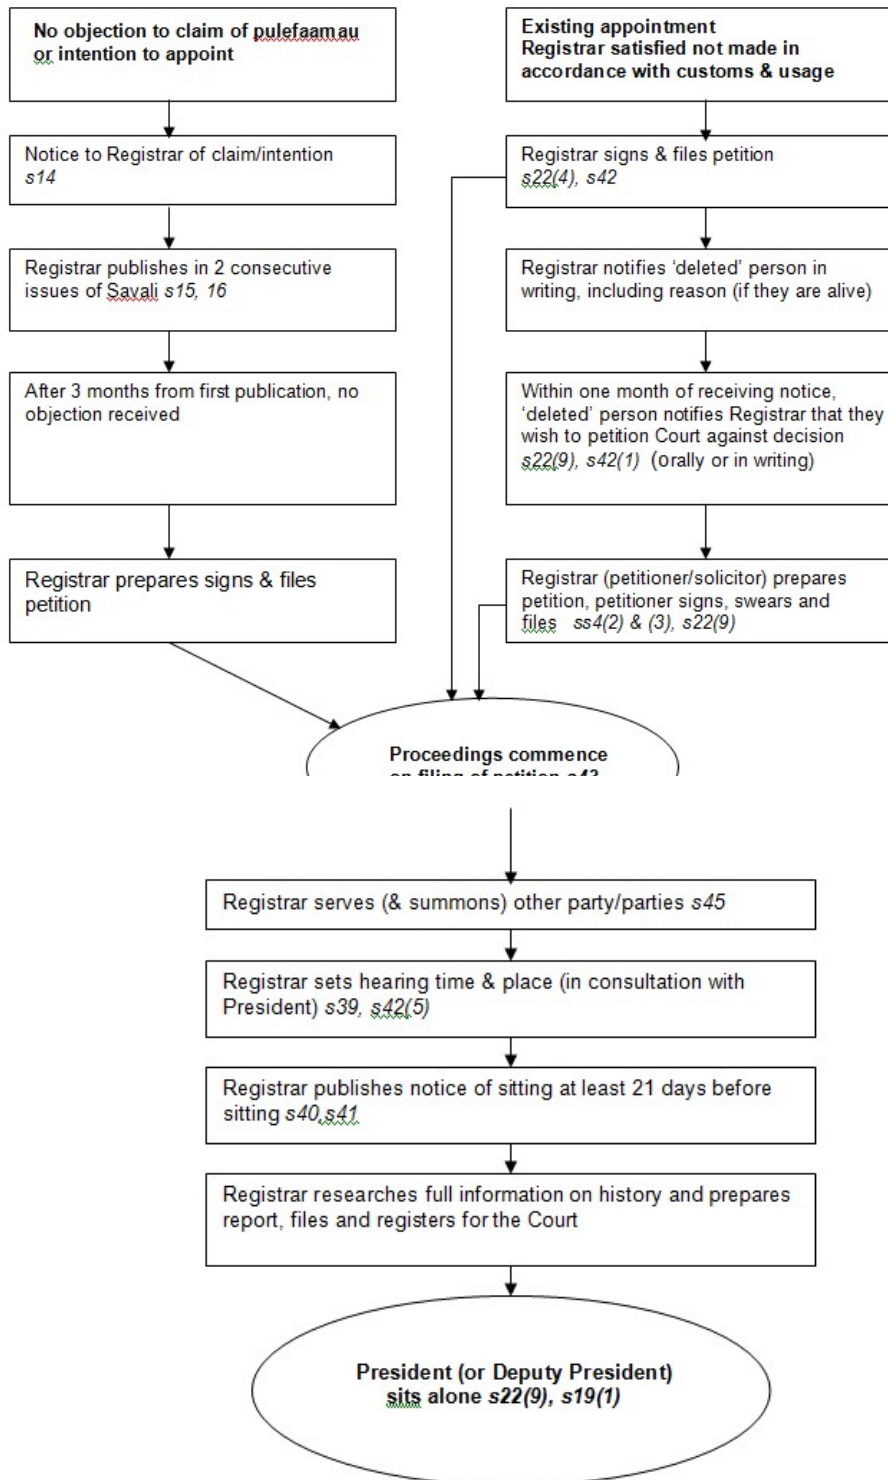 No objection to claim of pulefaamau
or intention to appoint
Notice to Registrar of claim/intention
s14
Registrar publishes in 2 consecutive
issues of Savali s15, 16
After 3 months from first publication, no
objection received
Registrar prepares signs & files
petition
Existing appointment
Registrar satisfied not made in
accordance with customs & usage
Registrar signs & files petition
s22(4), s42
Registrar notifies ‘deleted’ person in
writing, including reason (if they are alive)
Within one month of receiving notice,
‘deleted’ person notifies Registrar that they
wish to petition Court against decision
s22(9), s42(1) (orally or in writing)
Registrar (petitioner/solicitor) prepares
petition, petitioner signs, swears and
files ss4(2) & (3), s22(9)
Proceedings commence
on filing of petition s43
Registrar serves (& summons) other party/parties s45
Registrar sets hearing time & place (in consultation with
President) s39, s42(5)
Registrar publishes notice of sitting at least 21 days before
sitting s40,s41
Registrar researches full information on history and prepares
report, files and registers for the Court
President (or Deputy President)
sits alone s22(9), s19(1)